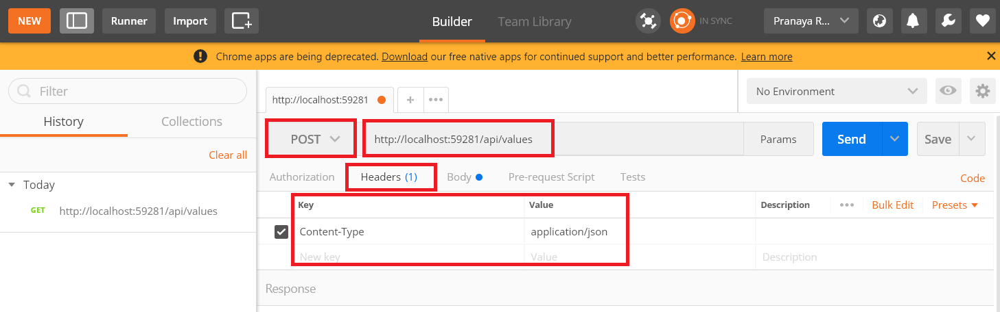 NEW Runner Import Builder Team Library IN SYNC Pranaya R...
Chrome apps are being deprecated. Download our free native apps for continued support and better performance. Learn more
Filter
History Collections
Clear all
Today
GET http://localhost:59281/api/values
http://localhost:59281 + •••
No Environment
POST http://localhost:59281/api/values Params Send Save
Authorization Headers (1) Body Pre-request Script Tests Code
Key Value Description ••• Bulk Edit Presets
Content-Type application/json
New key Value Description
Response